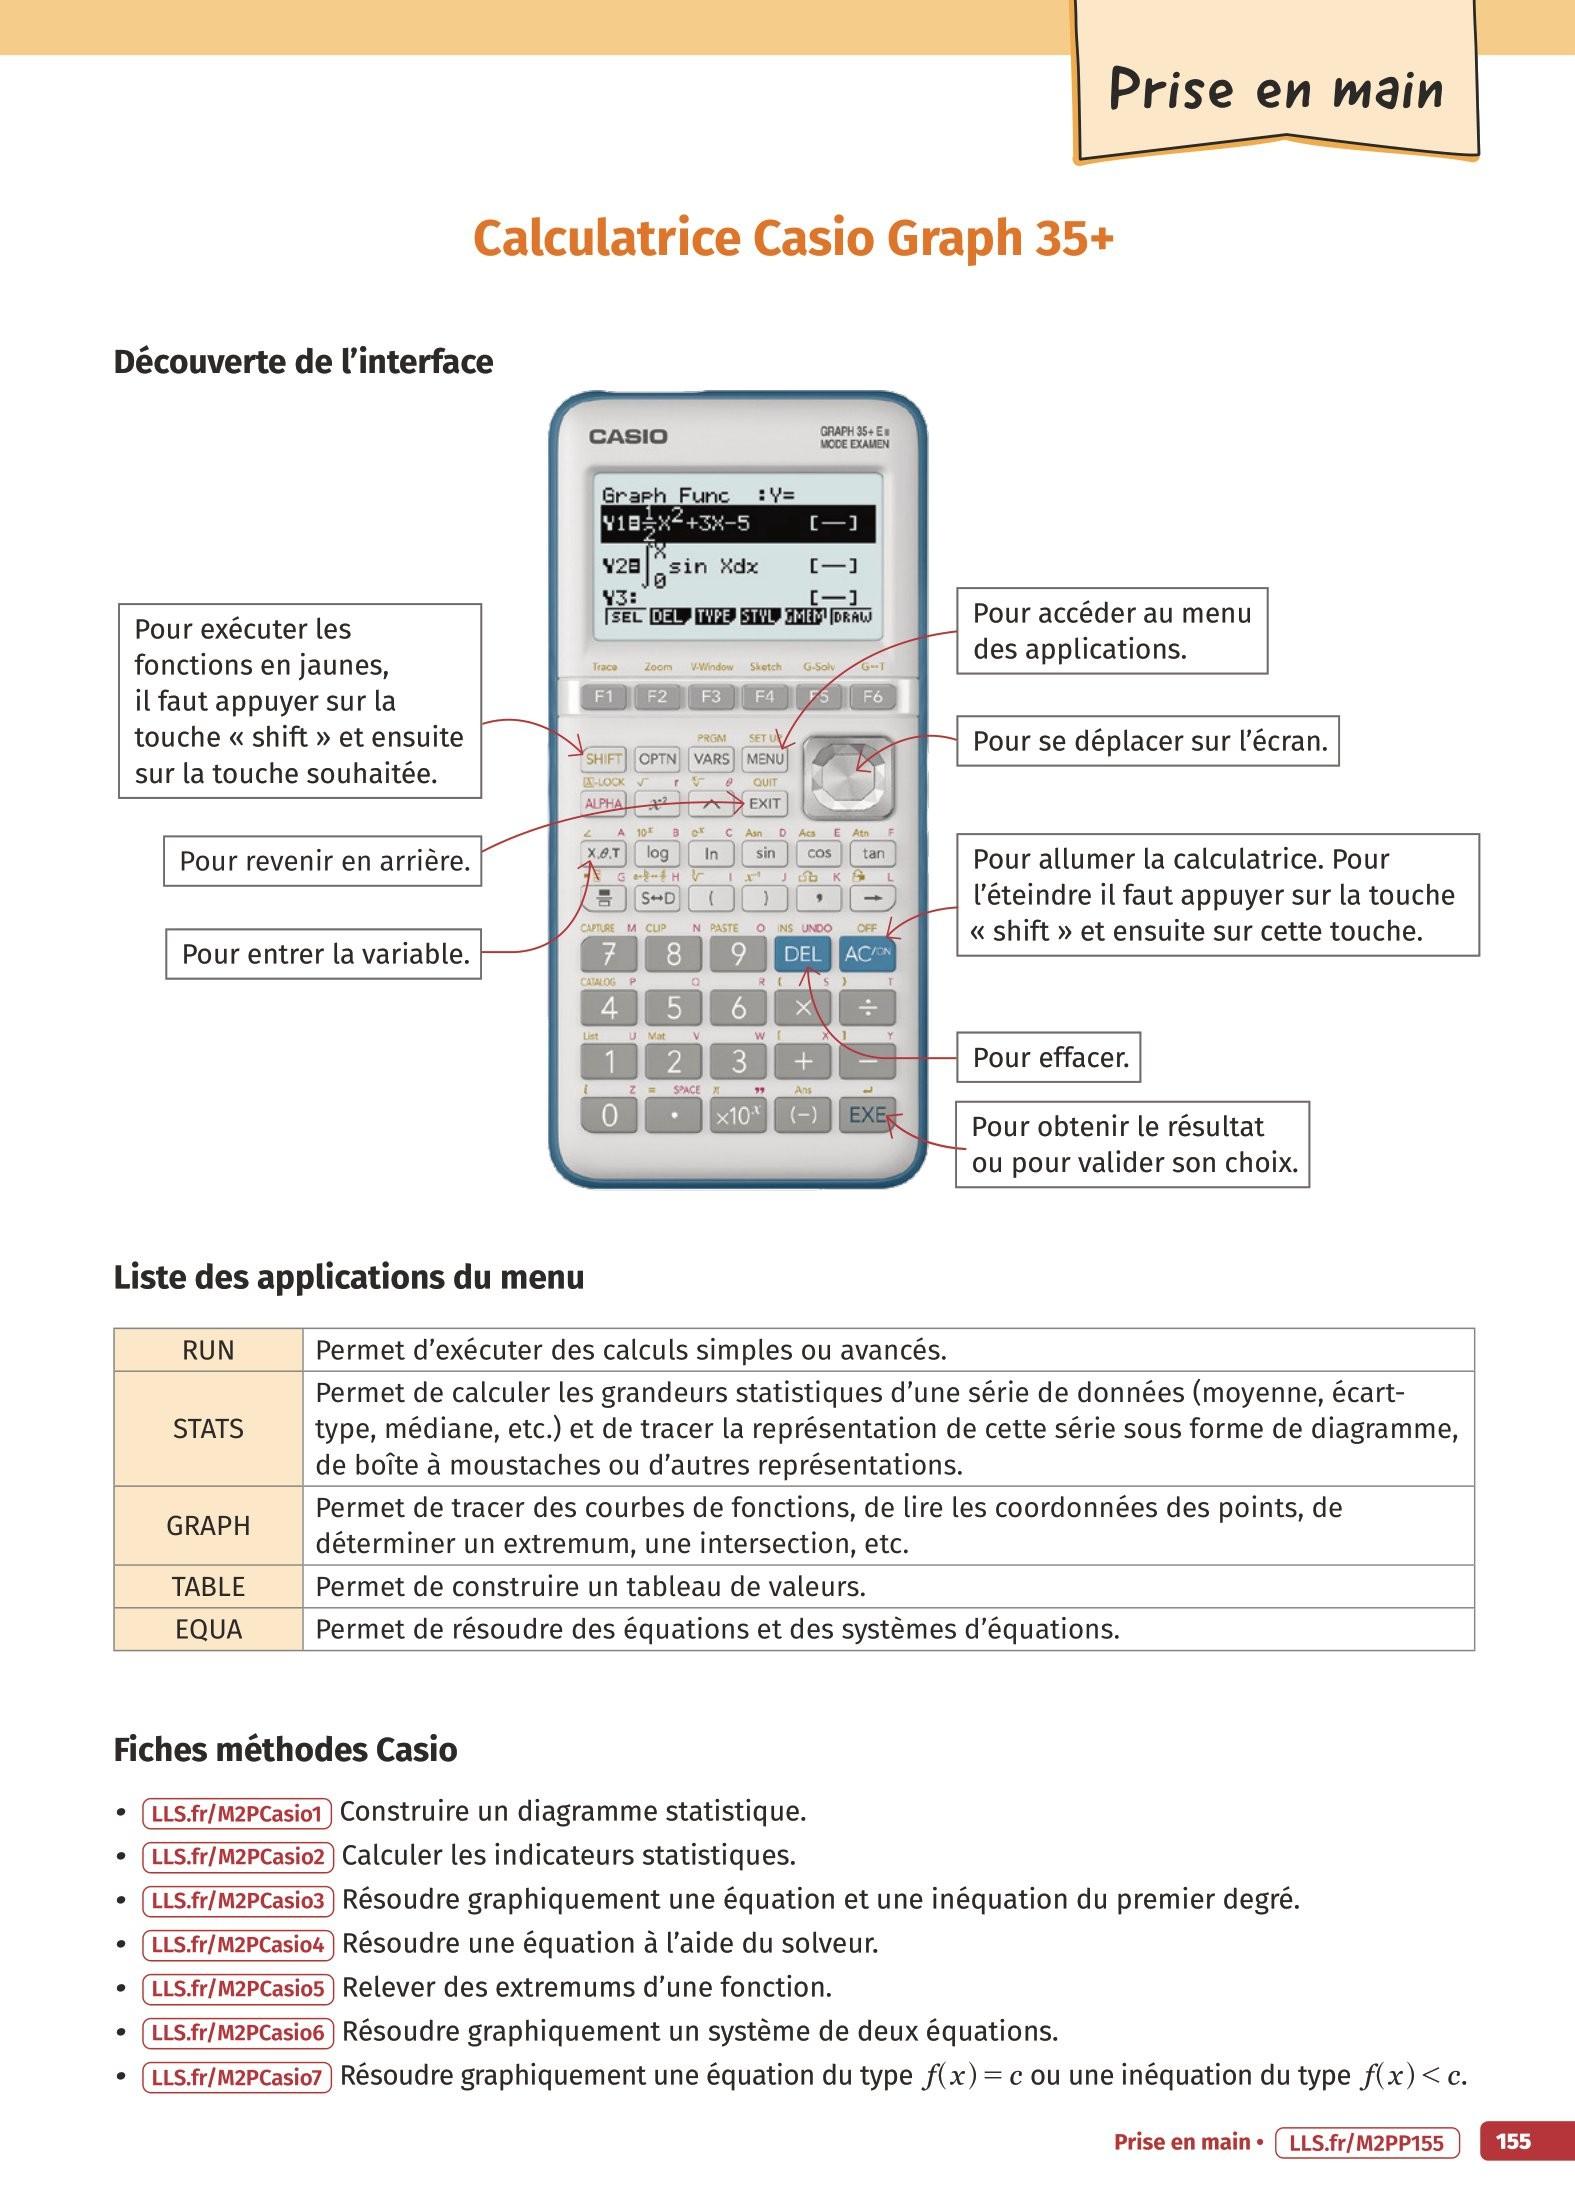 Prise en main
Calculatrice Casio Graph 35+
Découverte de l'interface
CASIO
GRAPH 35+ E II
MODE EXAMEN
Graph Func :Y=
Y1=1/2X²+3X-5 [—]
Y2=∫0X sin Xdx [—]
Y3: [—]
SEL DEL TYPE STYL GMEM DRAW
Trace Zoom V-Window Sketch G-Solv G↔T
F1 F2 F3 F4 F5 F6
PRGM SET UP
SHIFT OPTN VARS MENU
A-LOCK √ r θ QUIT
ALPHA x² ^ EXIT
∠ A 10ˣ B eˣ C Asn D Acs E Atn F
X,θ,T log ln sin cos tan
G H I x⁻¹ J K L
S↔D ( ) , →
CAPTURE M CLIP N PASTE O INS UNDO OFF
7 8 9 DEL AC/ON
CATALOG P Q R { S } T
4 5 6 × ÷
List U Mat V W [ X ] Y
1 2 3 + −
i Z = SPACE π " Ans ↵
0 . ×10ˣ (−) EXE
Pour exécuter les
fonctions en jaunes,
il faut appuyer sur la
touche « shift » et ensuite
sur la touche souhaitée.
Pour revenir en arrière.
Pour entrer la variable.
Pour accéder au menu
des applications.
Pour se déplacer sur l'écran.
Pour allumer la calculatrice. Pour
l'éteindre il faut appuyer sur la touche
« shift » et ensuite sur cette touche.
Pour effacer.
Pour obtenir le résultat
ou pour valider son choix.
Liste des applications du menu
RUN Permet d'exécuter des calculs simples ou avancés.
STATS Permet de calculer les grandeurs statistiques d'une série de données (moyenne, écart-
type, médiane, etc.) et de tracer la représentation de cette série sous forme de diagramme,
de boîte à moustaches ou d'autres représentations.
GRAPH Permet de tracer des courbes de fonctions, de lire les coordonnées des points, de
déterminer un extremum, une intersection, etc.
TABLE Permet de construire un tableau de valeurs.
EQUA Permet de résoudre des équations et des systèmes d'équations.
Fiches méthodes Casio
• LLS.fr/M2PCasio1 Construire un diagramme statistique.
• LLS.fr/M2PCasio2 Calculer les indicateurs statistiques.
• LLS.fr/M2PCasio3 Résoudre graphiquement une équation et une inéquation du premier degré.
• LLS.fr/M2PCasio4 Résoudre une équation à l'aide du solveur.
• LLS.fr/M2PCasio5 Relever des extremums d'une fonction.
• LLS.fr/M2PCasio6 Résoudre graphiquement un système de deux équations.
• LLS.fr/M2PCasio7 Résoudre graphiquement une équation du type f(x) = c ou une inéquation du type f(x) < c.
Prise en main • LLS.fr/M2PP155 155